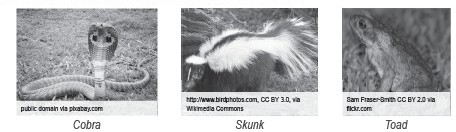 public domain via pixabay.com
http://www.birdphotos, CC BY 3.0, via
Wikimedia Commons
Sam Fraser-Smith CC BY 2.0 via
flickr.com
Cobra
Skunk
Toad